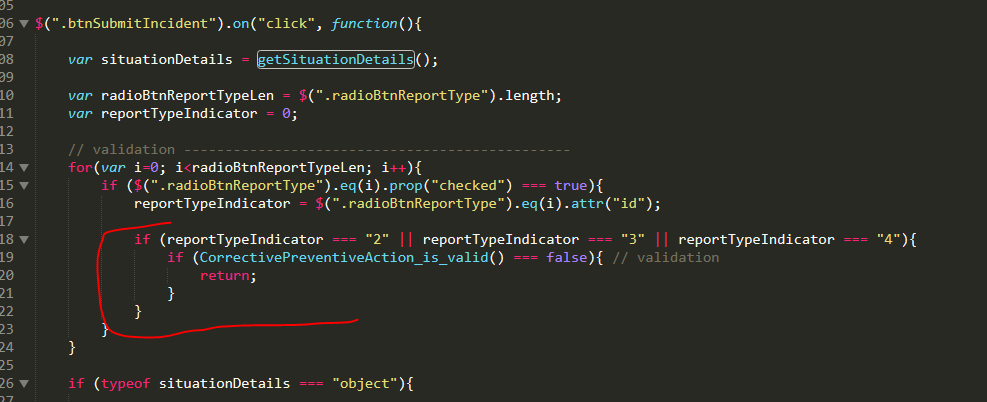 05
06 $(".btnSubmitIncident").on("click", function(){
07
08 var situationDetails = getSituationDetails();
09
10 var radioBtnReportTypeLen = $(".radioBtnReportType").length;
11 var reportTypeIndicator = 0;
12
13 // validation -----------------------------------------------
14 for(var i=0; i<radioBtnReportTypeLen; i++){
15 if ($(".radioBtnReportType").eq(i).prop("checked") === true){
16 reportTypeIndicator = $(".radioBtnReportType").eq(i).attr("id");
17
18 if (reportTypeIndicator === "2" || reportTypeIndicator === "3" || reportTypeIndicator === "4"){
19 if (CorrectivePreventiveAction_is_valid() === false){ // validation
20 return;
21 }
22 }
23 }
24 }
25
26 if (typeof situationDetails === "object"){